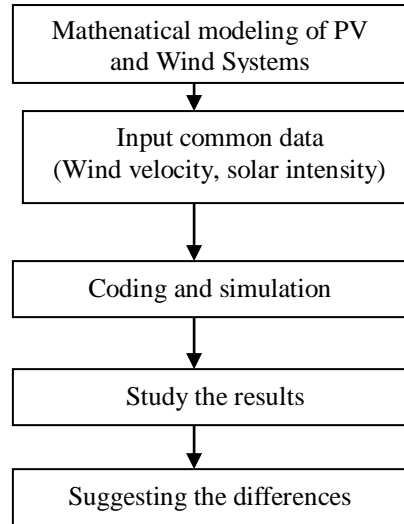 Mathenatical modeling of PV
and Wind Systems
Input common data
(Wind velocity, solar intensity)
Coding and simulation
Study the results
Suggesting the differences